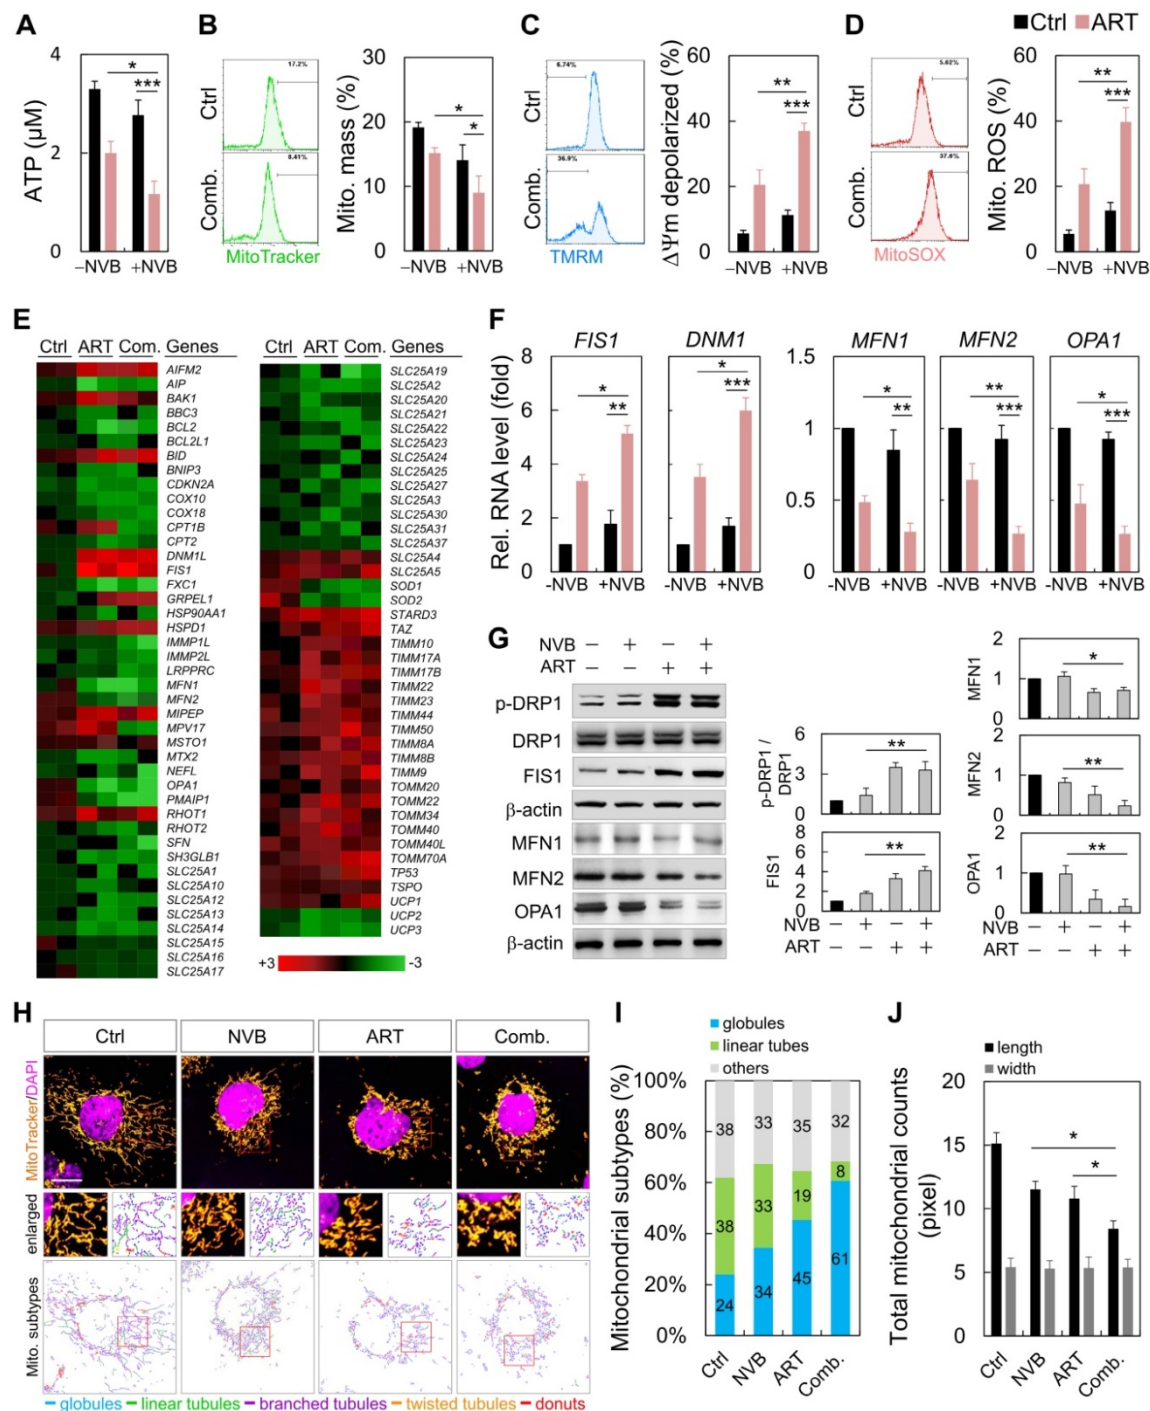 A
B
C
D
Ctrl ART
ATP (µM)
4
2
0
* ***
–NVB +NVB
Ctrl
Comb.
17.2%
8.41%
MitoTracker
Mito. mass (%)
30
20
10
0
* *
–NVB +NVB
Ctrl
Comb.
6.74%
36.9%
TMRM
ΔΨm depolarized (%)
60
40
20
0
** ***
–NVB +NVB
Ctrl
Comb.
5.62%
37.6%
MitoSOX
Mito. ROS (%)
60
40
20
0
** ***
–NVB +NVB
E
Ctrl ART Com. Genes
AIFM2
AIP
BAK1
BBC3
BCL2
BCL2L1
BID
BNIP3
CDKN2A
COX10
COX18
CPT1B
CPT2
DNM1L
FIS1
FXC1
GRPEL1
HSP90AA1
HSPD1
IMMP1L
IMMP2L
LRPPRC
MFN1
MFN2
MIPEP
MPV17
MSTO1
MTX2
NEFL
OPA1
PMAIP1
RHOT1
RHOT2
SFN
SH3GLB1
SLC25A1
SLC25A10
SLC25A12
SLC25A13
SLC25A14
SLC25A15
SLC25A16
SLC25A17
Ctrl ART Com. Genes
SLC25A19
SLC25A2
SLC25A20
SLC25A21
SLC25A22
SLC25A23
SLC25A24
SLC25A25
SLC25A27
SLC25A3
SLC25A30
SLC25A31
SLC25A37
SLC25A4
SLC25A5
SOD1
SOD2
STARD3
TAZ
TIMM10
TIMM17A
TIMM17B
TIMM22
TIMM23
TIMM44
TIMM50
TIMM8A
TIMM8B
TIMM9
TOMM20
TOMM22
TOMM34
TOMM40
TOMM40L
TOMM70A
TP53
TSPO
UCP1
UCP2
UCP3
+3 -3
F
Rel. RNA level (fold)
FIS1 DNM1 MFN1 MFN2 OPA1
8
6
4
2
0
1.5
1
0.5
0
* ** * *** * ** ** *** * ***
-NVB +NVB -NVB +NVB -NVB +NVB -NVB +NVB -NVB +NVB
G
NVB – + – +
ART – – + +
p-DRP1
DRP1
FIS1
β-actin
MFN1
MFN2
OPA1
β-actin
p-DRP1 /
DRP1
6
3
0
**
FIS1
8
6
4
2
0
**
NVB – + – +
ART – – + +
MFN1
2
1
0
*
MFN2
2
1
0
**
OPA1
2
1
0
**
NVB – + – +
ART – – + +
H
Ctrl NVB ART Comb.
MitoTracker/DAPI
enlarged
Mito. subtypes
globules linear tubules branched tubules twisted tubules donuts
I
globules
linear tubes
others
Mitochondrial subtypes (%)
100%
80%
60%
40%
20%
0%
38 33 35 32
38 33 19 8
24 34 45 61
Ctrl NVB ART Comb.
J
length
width
Total mitochondrial counts
(pixel)
20
15
10
5
0
*
*
Ctrl NVB ART Comb.